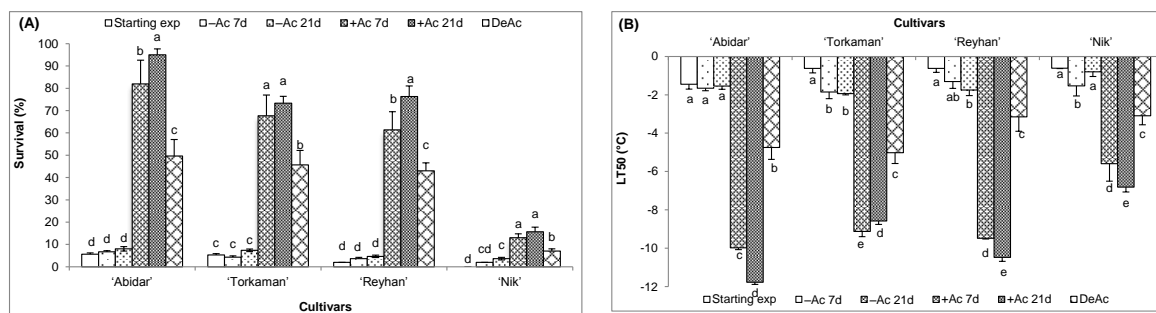 (A)
Starting exp −Ac 7d −Ac 21d +Ac 7d +Ac 21d DeAc
100
90
80
70
60
50
40
30
20
10
0
Survival (%)
d d d b a c
c c c a a b
d d d b a c
d cd c a a b
'Abidar' 'Torkaman' 'Reyhan' 'Nik'
Cultivars
(B)
Cultivars
'Abidar' 'Torkaman' 'Reyhan' 'Nik'
0
-2
-4
-6
-8
-10
-12
LT50 (°C)
a a a c d b
a b b e d c
a ab b d e c
a b a d e c
Starting exp −Ac 7d −Ac 21d +Ac 7d +Ac 21d DeAc